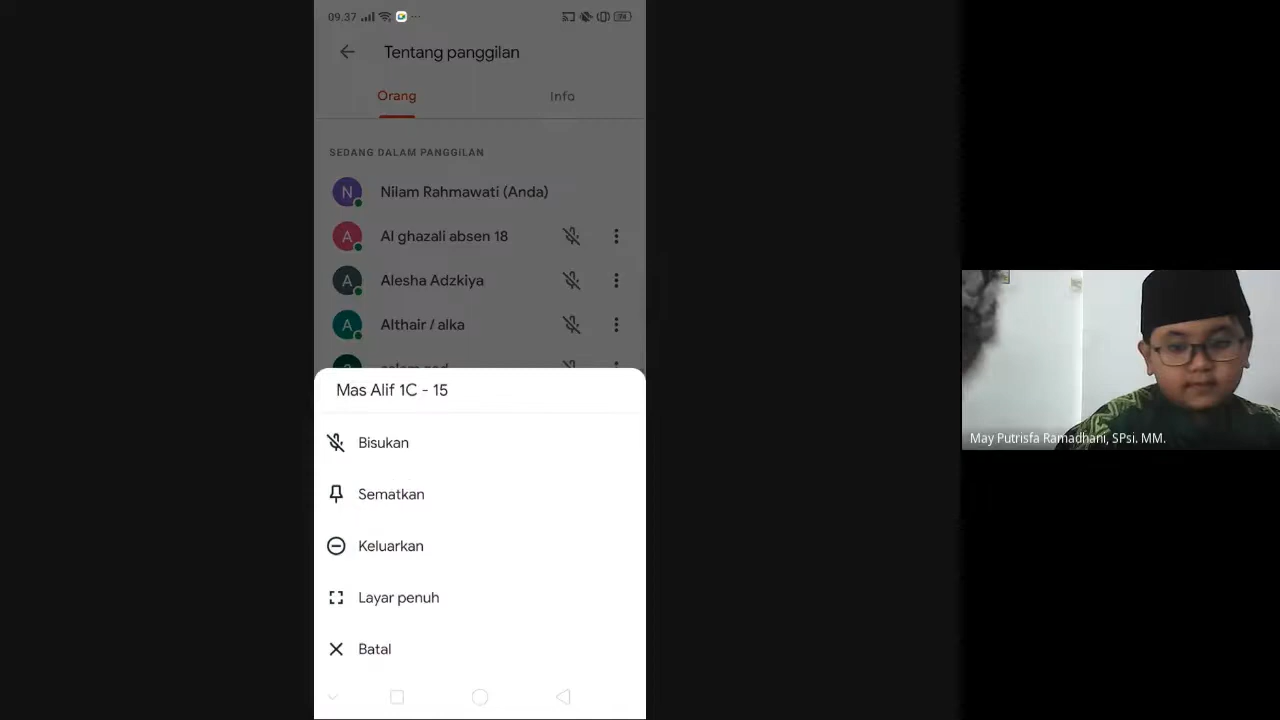 09.37
Tentang panggilan
Orang
Info
SEDANG DALAM PANGGILAN
N
Nilam Rahmawati (Anda)
A
Al ghazali absen 18
A
Alesha Adzkiya
A
Althair / alka
Mas Alif 1C - 15
Bisukan
Sematkan
Keluarkan
Layar penuh
Batal
May Putrisfa Ramadhani, SPsi. MM.